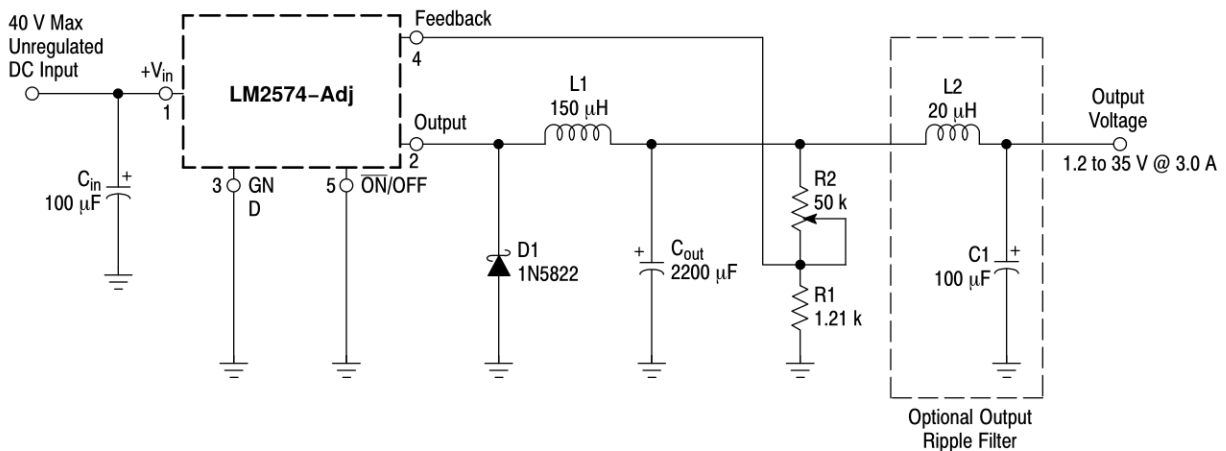 40 V Max
Unregulated
DC Input
+Vin
1
LM2574–Adj
Feedback
4
Output
2
3
GN
D
5
ON/OFF
Cin
100 µF
+
D1
1N5822
L1
150 µH
+
Cout
2200 µF
R2
50 k
R1
1.21 k
L2
20 µH
+
C1
100 µF
Output
Voltage
1.2 to 35 V @ 3.0 A
Optional Output
Ripple Filter